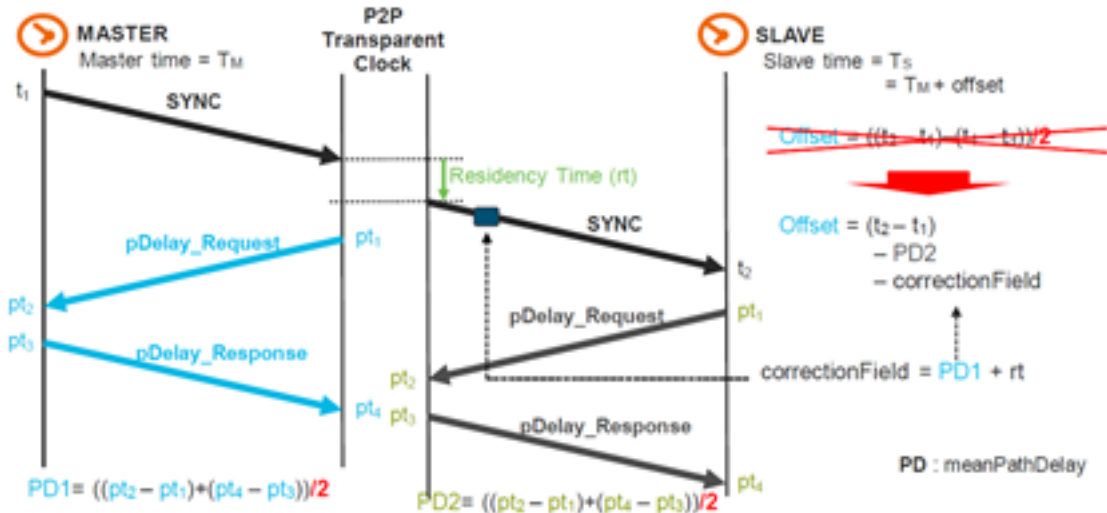 MASTER
Master time = TM
P2P
Transparent
Clock
SLAVE
Slave time = TS
= TM + offset
t1
SYNC
Offset = ((t2 – t1)–(t4 – t3))/2
Residency Time (rt)
SYNC
pDelay_Request
pt1
Offset = (t2 – t1)
– PD2
– correctionField
t2
pt2
pDelay_Request
pt1
pt3
pDelay_Response
pt2
correctionField = PD1 + rt
pt4
pt3
pDelay_Response
PD : meanPathDelay
pt4
PD1= ((pt2 – pt1)+(pt4 – pt3))/2
PD2= ((pt2 – pt1)+(pt4 – pt3))/2